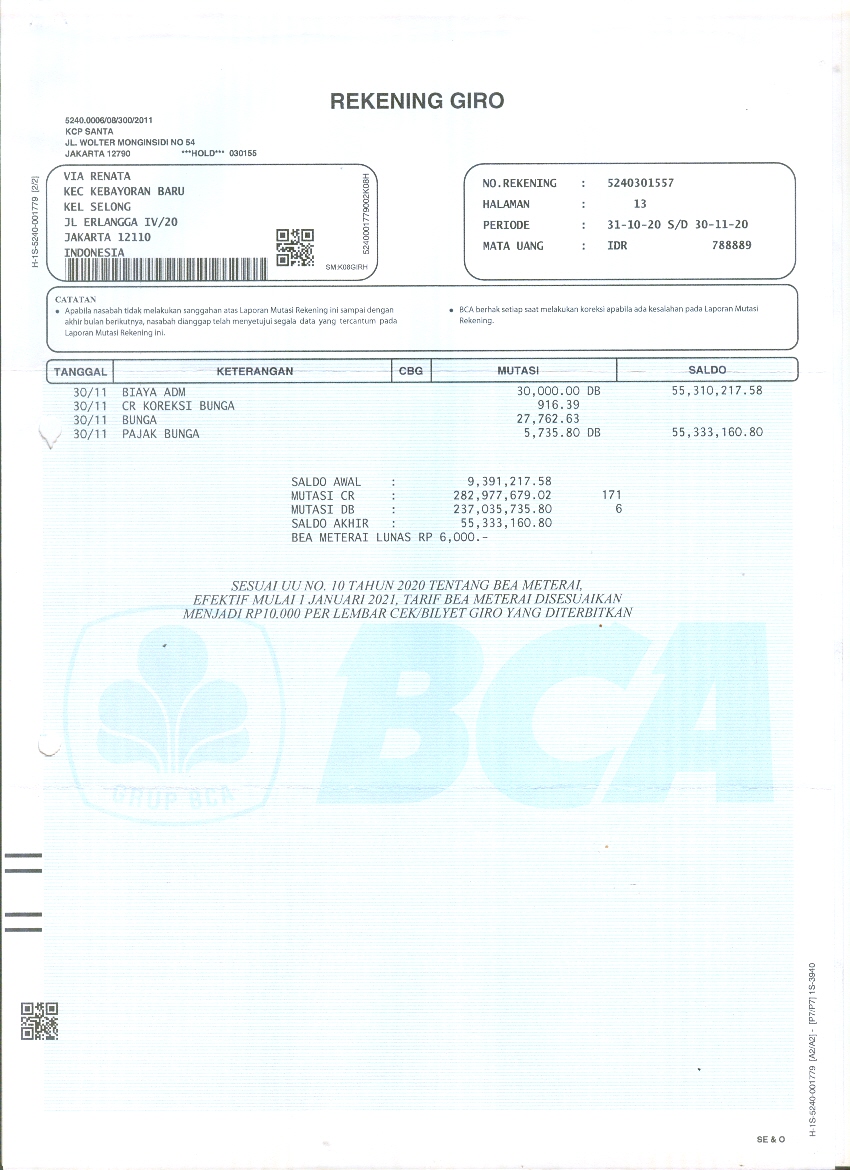 REKENING GIRO
5240.0006/08/300/2011
KCP SANTA
JL. WOLTER MONGINSIDI NO 54
JAKARTA 12790 ***HOLD*** 030155
H-1S-5240-001779 [2/2]
VIA RENATA
KEC KEBAYORAN BARU
KEL SELONG
JL ERLANGGA IV/20
JAKARTA 12110
INDONESIA
5240001779002K08H
SM:K08GIRH
NO.REKENING : 5240301557
HALAMAN : 13
PERIODE : 31-10-20 S/D 30-11-20
MATA UANG : IDR 788889
CATATAN
• Apabila nasabah tidak melakukan sanggahan atas Laporan Mutasi Rekening ini sampai dengan
akhir bulan berikutnya, nasabah dianggap telah menyetujui segala data yang tercantum pada
Laporan Mutasi Rekening ini.
• BCA berhak setiap saat melakukan koreksi apabila ada kesalahan pada Laporan Mutasi
Rekening.
TANGGAL KETERANGAN CBG MUTASI SALDO
30/11 BIAYA ADM 30,000.00 DB 55,310,217.58
30/11 CR KOREKSI BUNGA 916.39
30/11 BUNGA 27,762.63
30/11 PAJAK BUNGA 5,735.80 DB 55,333,160.80
SALDO AWAL : 9,391,217.58
MUTASI CR : 282,977,679.02 171
MUTASI DB : 237,035,735.80 6
SALDO AKHIR : 55,333,160.80
BEA METERAI LUNAS RP 6,000.-
SESUAI UU NO. 10 TAHUN 2020 TENTANG BEA METERAI,
EFEKTIF MULAI 1 JANUARI 2021, TARIF BEA METERAI DISESUAIKAN
MENJADI RP10.000 PER LEMBAR CEK/BILYET GIRO YANG DITERBITKAN
BCA
GRUP BCA
H-1S-5240-001779 [A2/A2] - [P7/P7] 1S-3940
SE & O